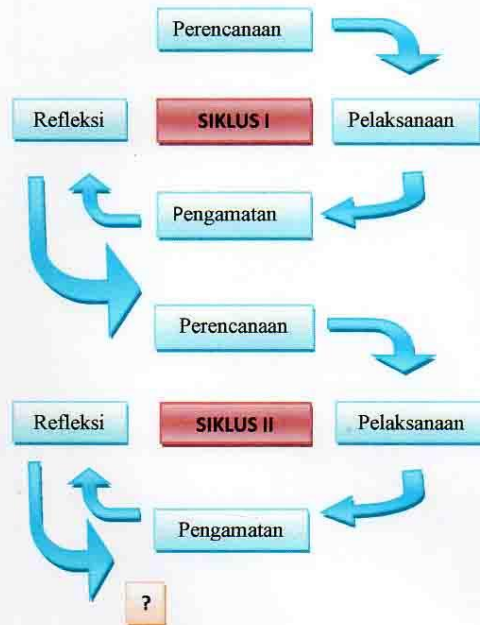 Perencanaan
Refleksi
SIKLUS I
Pelaksanaan
Pengamatan
Perencanaan
Refleksi
SIKLUS II
Pelaksanaan
Pengamatan
?